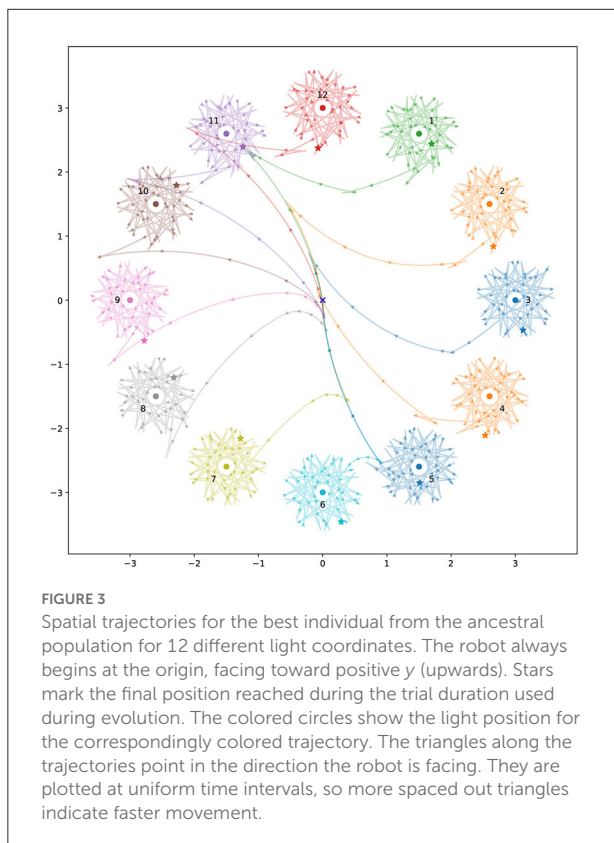 12
11
1
10
2
9
3
8
4
7
6
5
3
2
1
0
−1
−2
−3
−3
−2
−1
0
1
2
3
FIGURE 3
Spatial trajectories for the best individual from the ancestral
population for 12 different light coordinates. The robot always
begins at the origin, facing toward positive y (upwards). Stars
mark the final position reached during the trial duration used
during evolution. The colored circles show the light position for
the correspondingly colored trajectory. The triangles along the
trajectories point in the direction the robot is facing. They are
plotted at uniform time intervals, so more spaced out triangles
indicate faster movement.